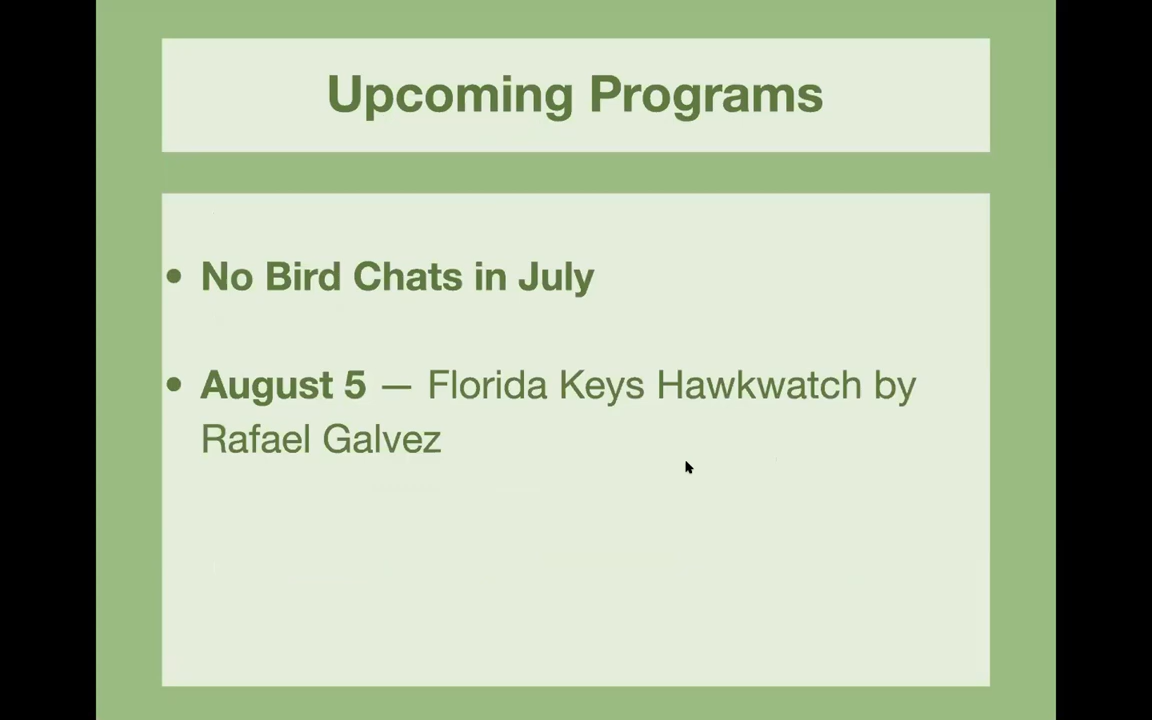 Upcoming Programs
• No Bird Chats in July
• August 5 — Florida Keys Hawkwatch by
Rafael Galvez